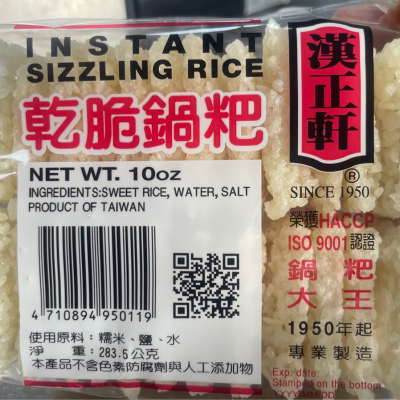 INSTANT
SIZZLING RICE
乾脆鍋粑
NET WT. 10oz
INGREDIENTS:SWEET RICE, WATER, SALT
PRODUCT OF TAIWAN
4 710894 950119
使用原料：糯米、鹽、水
淨　重：283.5公克
本產品不含色素防腐劑與人工添加物
漢正軒
®
SINCE 1950
榮獲HACCP
ISO 9001認證
鍋粑
大王
1950年起
專業製造
Exp. date:
Stamped on the bottom
YYYY/MM/DD